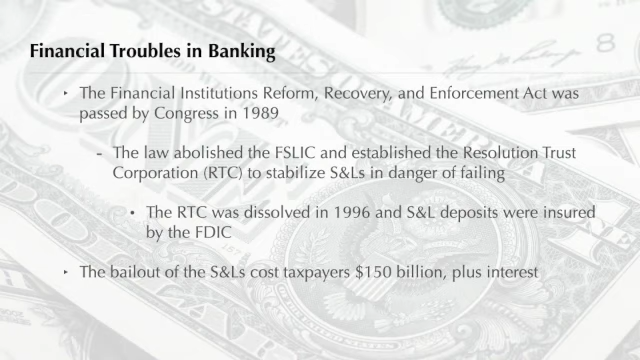 Financial Troubles in Banking
‣ The Financial Institutions Reform, Recovery, and Enforcement Act was
passed by Congress in 1989
- The law abolished the FSLIC and established the Resolution Trust
Corporation (RTC) to stabilize S&Ls in danger of failing
• The RTC was dissolved in 1996 and S&L deposits were insured
by the FDIC
‣ The bailout of the S&Ls cost taxpayers $150 billion, plus interest